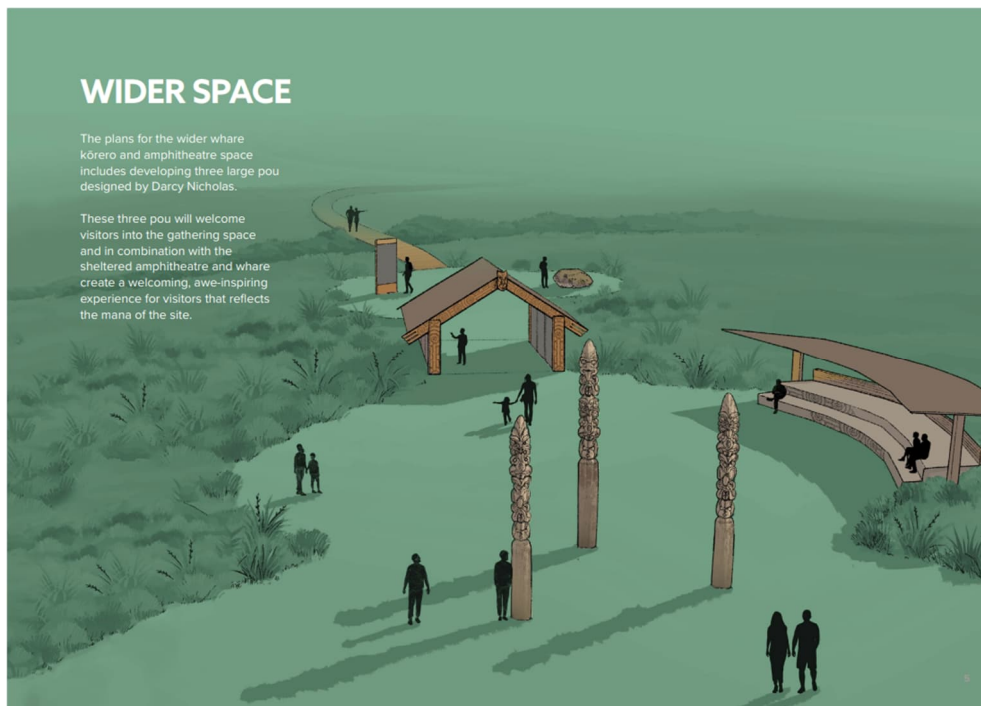 WIDER SPACE
The plans for the wider whare
kōrero and amphitheatre space
includes developing three large pou
designed by Darcy Nicholas.
These three pou will welcome
visitors into the gathering space
and in combination with the
sheltered amphitheatre and whare
create a welcoming, awe-inspiring
experience for visitors that reflects
the mana of the site.
5